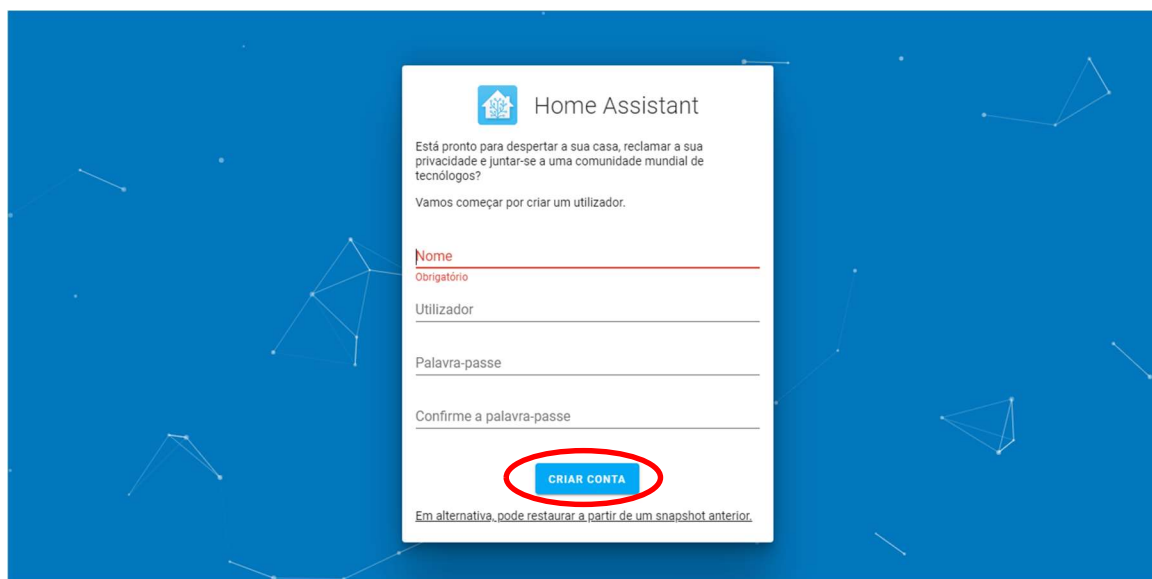 Home Assistant
Está pronto para despertar a sua casa, reclamar a sua
privacidade e juntar-se a uma comunidade mundial de
tecnólogos?
Vamos começar por criar um utilizador.
Nome
Obrigatório
Utilizador
Palavra-passe
Confirme a palavra-passe
CRIAR CONTA
Em alternativa, pode restaurar a partir de um snapshot anterior.